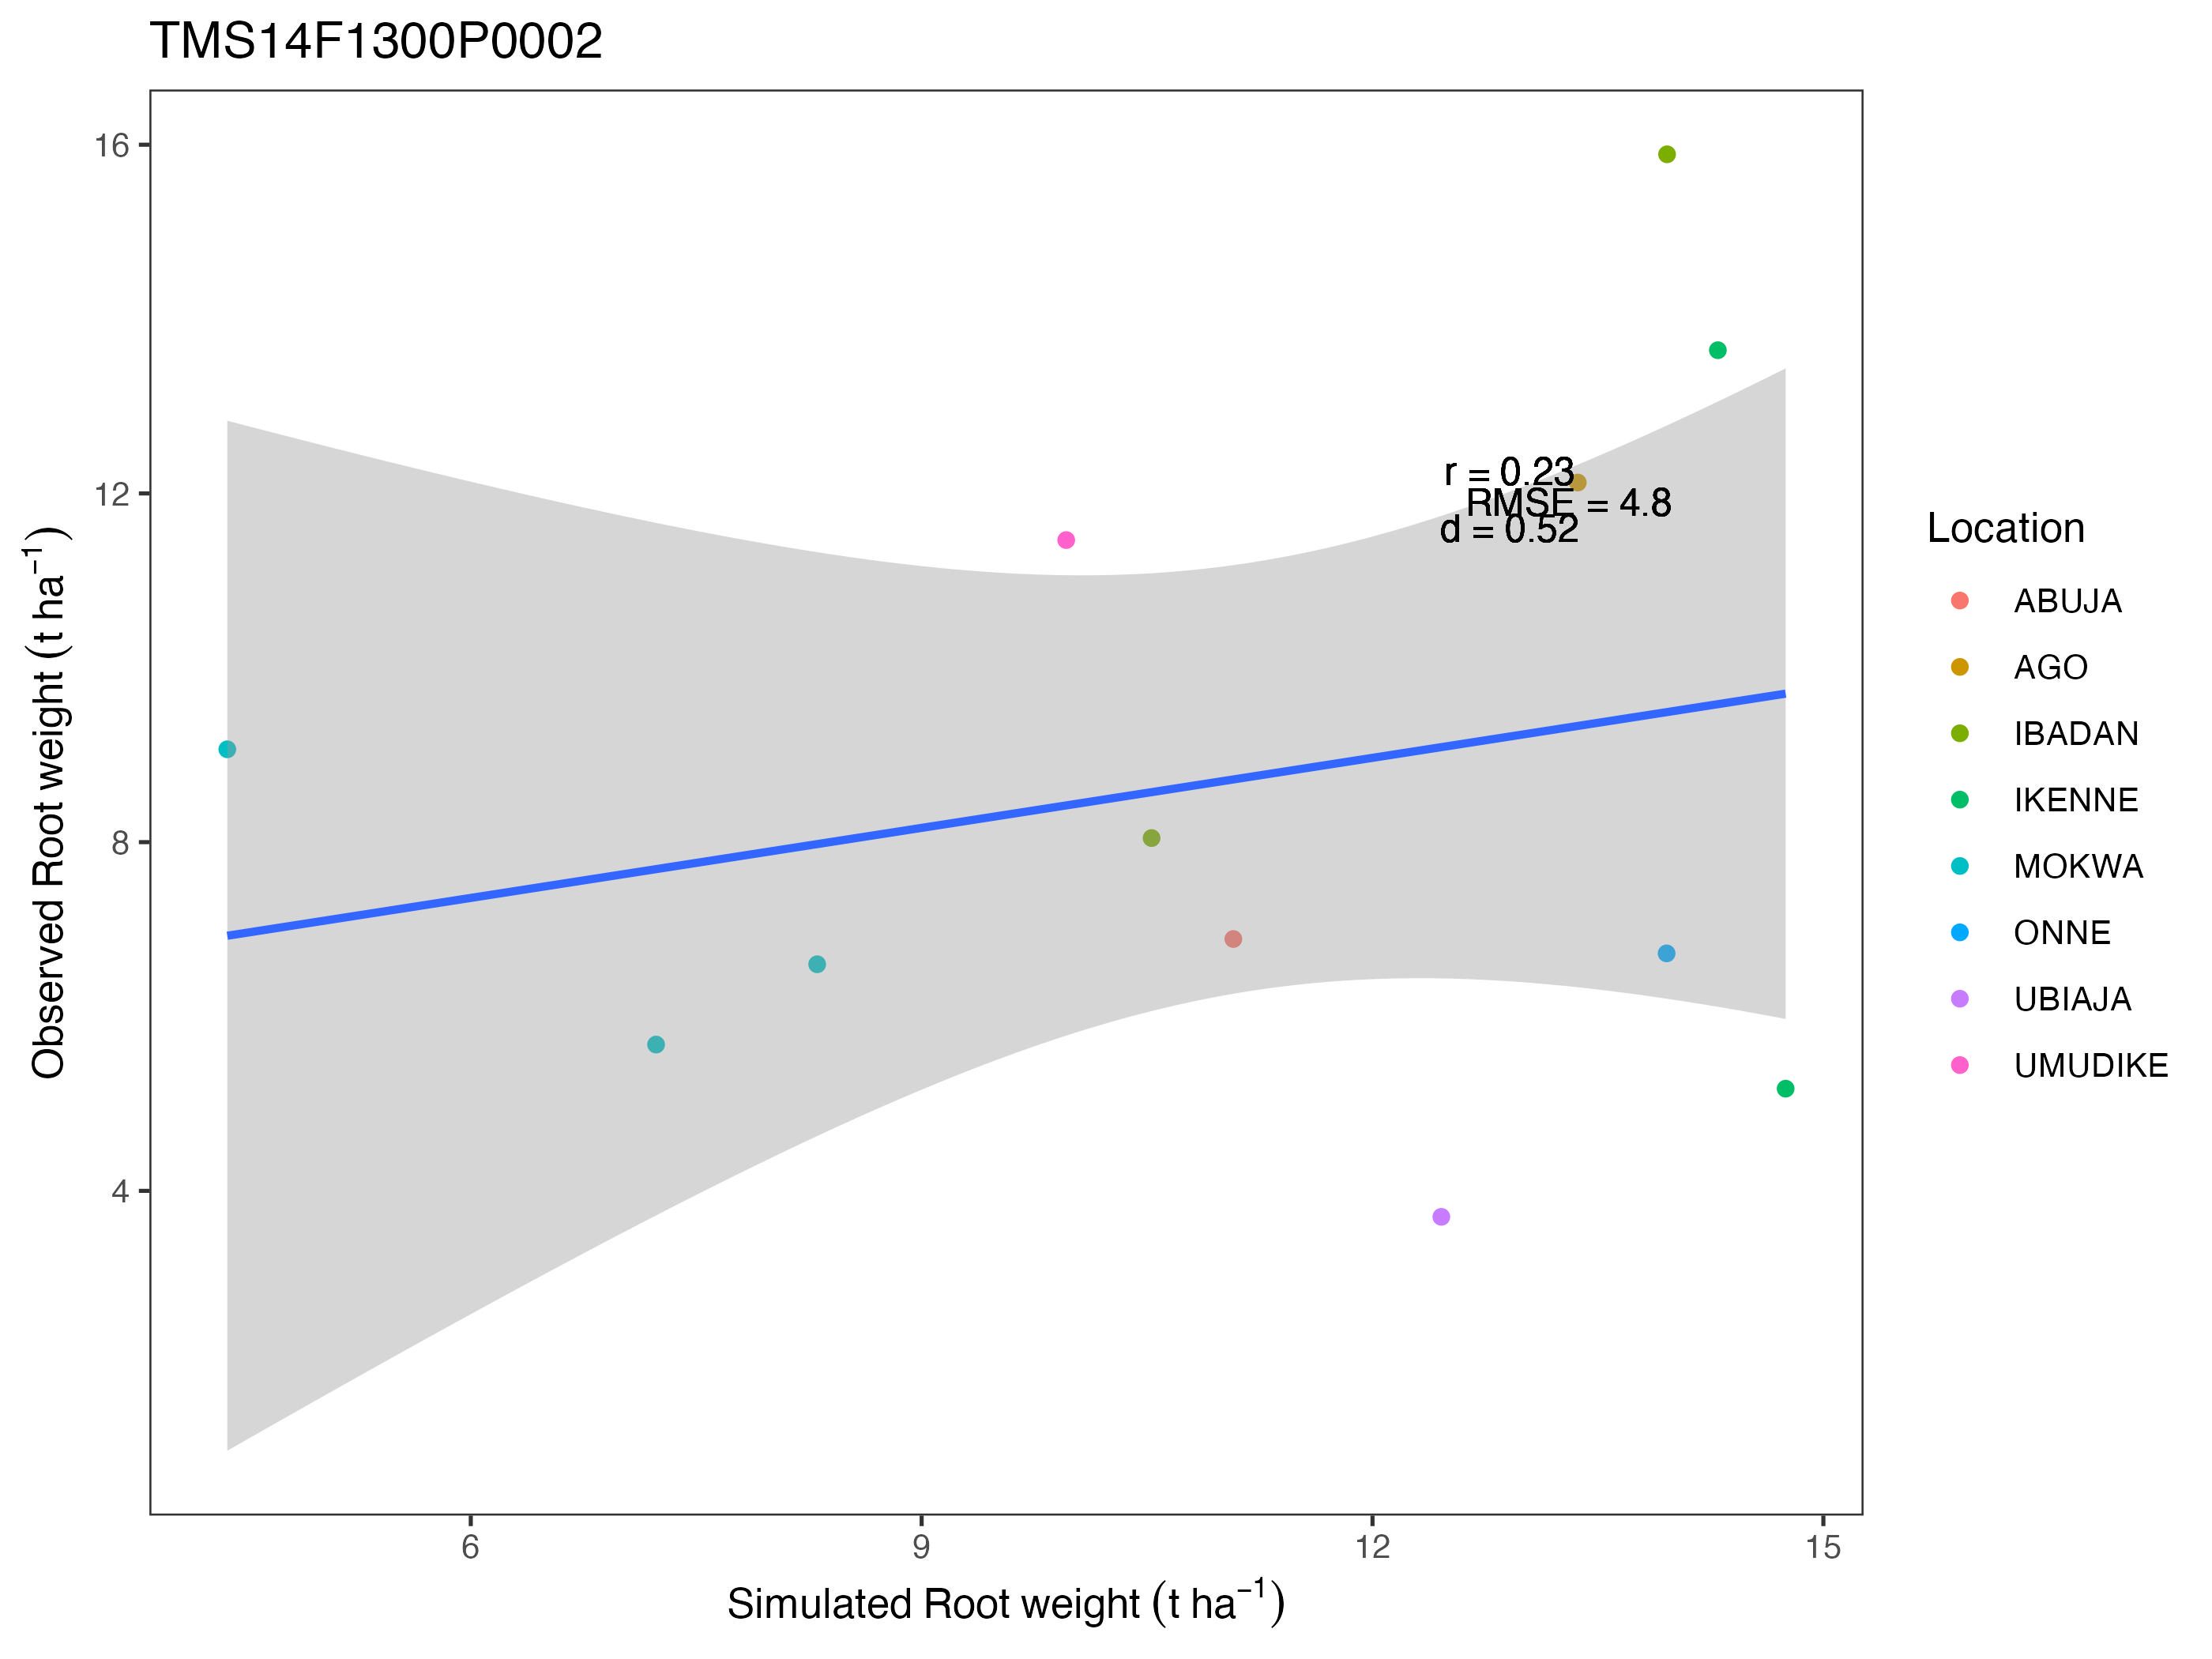 TMS14F1300P0002
16
12
8
4
Observed Root weight (t ha⁻¹)
r = 0.23
RMSE = 4.8
d = 0.52
6
9
12
15
Simulated Root weight (t ha⁻¹)
Location
ABUJA
AGO
IBADAN
IKENNE
MOKWA
ONNE
UBIAJA
UMUDIKE